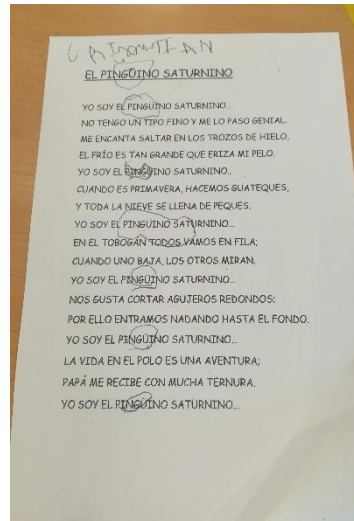 EL PINGÜINO SATURNINO
YO SOY EL PINGÜINO SATURNINO...
NO TENGO UN TIPO FINO Y ME LO PASO GENIAL.
ME ENCANTA SALTAR EN LOS TROZOS DE HIELO,
EL FRÍO ES TAN GRANDE QUE ERIZA MI PELO.
YO SOY EL PINGÜINO SATURNINO...
CUANDO ES PRIMAVERA, HACEMOS GUATEQUES,
Y TODA LA NIEVE SE LLENA DE PEQUES.
YO SOY EL PINGÜINO SATURNINO...
EN EL TOBOGÁN TODOS VAMOS EN FILA;
CUANDO UNO BAJA, LOS OTROS MIRAN.
YO SOY EL PINGÜINO SATURNINO...
NOS GUSTA CORTAR AGUJEROS REDONDOS;
POR ELLO ENTRAMOS NADANDO HASTA EL FONDO.
YO SOY EL PINGÜINO SATURNINO...
LA VIDA EN EL POLO ES UNA AVENTURA;
PAPÁ ME RECIBE CON MUCHA TERNURA.
YO SOY EL PINGÜINO SATURNINO...